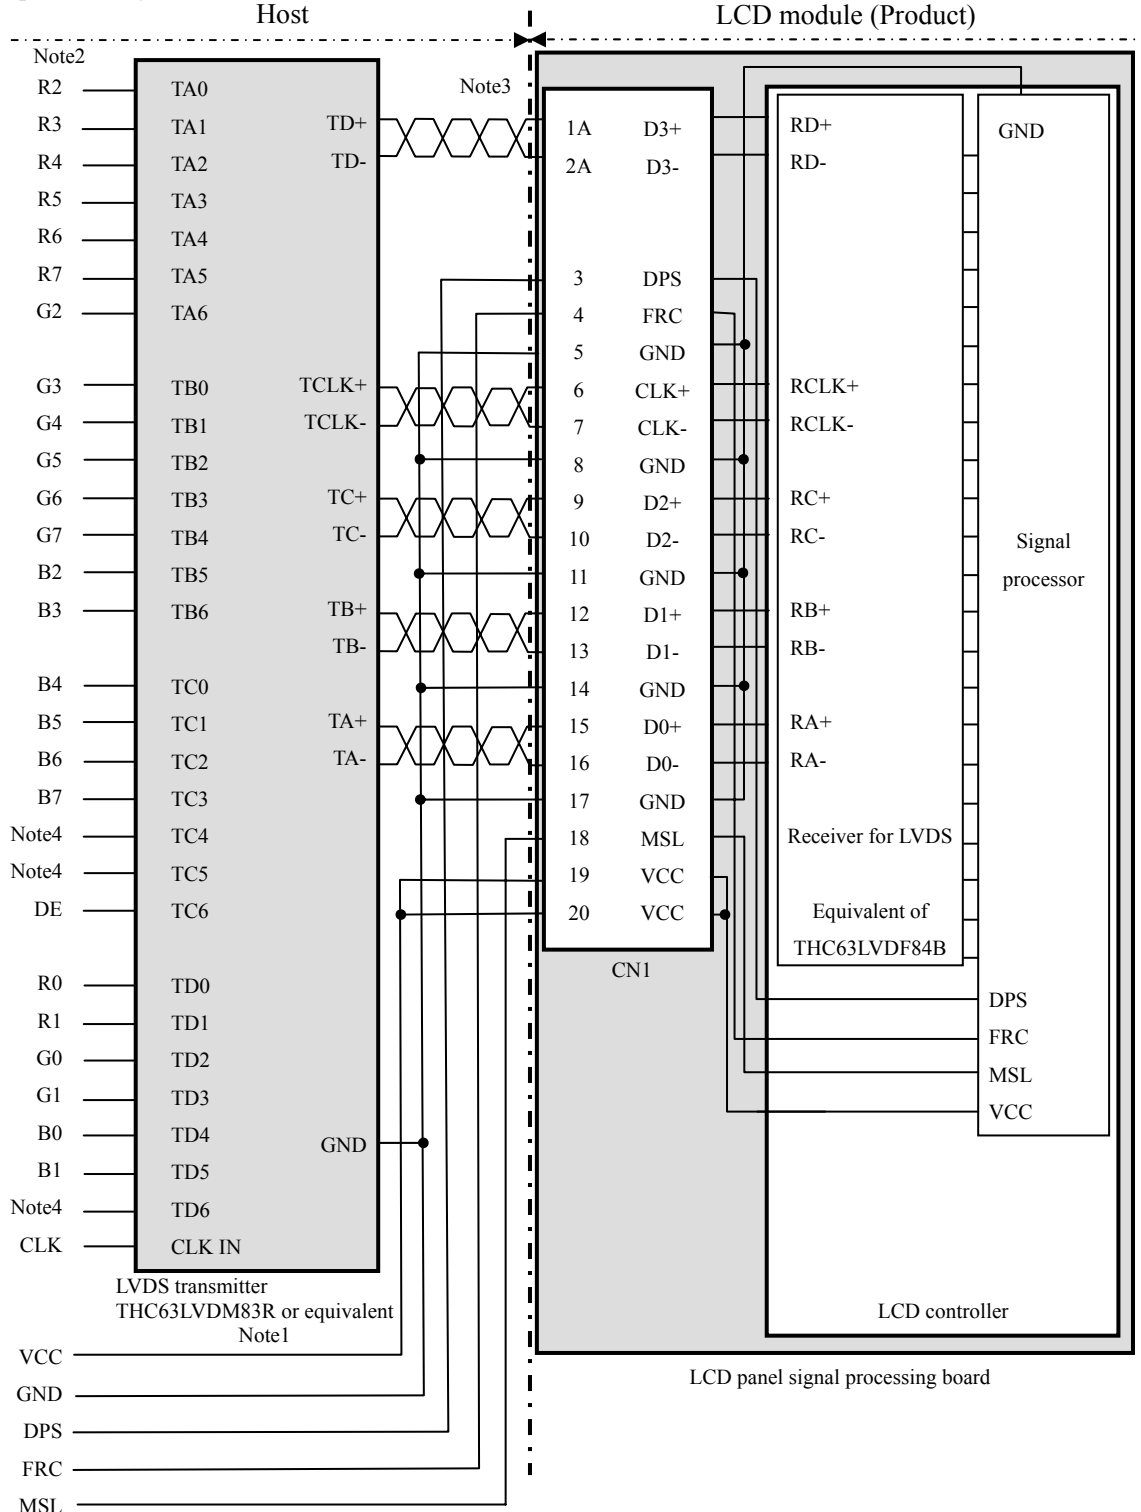 Host
LCD module (Product)
Note2
Note3
R2 TA0
R3 TA1 TD+ 1A D3+ RD+ GND
R4 TA2 TD- 2A D3- RD-
R5 TA3
R6 TA4
R7 TA5 3 DPS
G2 TA6 4 FRC
5 GND
G3 TB0 TCLK+ 6 CLK+ RCLK+
G4 TB1 TCLK- 7 CLK- RCLK-
G5 TB2 8 GND
G6 TB3 TC+ 9 D2+ RC+
G7 TB4 TC- 10 D2- RC- Signal
B2 TB5 11 GND processor
B3 TB6 TB+ 12 D1+ RB+
TB- 13 D1- RB-
B4 TC0 14 GND
B5 TC1 TA+ 15 D0+ RA+
B6 TC2 TA- 16 D0- RA-
B7 TC3 17 GND
Note4 TC4 18 MSL Receiver for LVDS
Note4 TC5 19 VCC
DE TC6 20 VCC Equivalent of
THC63LVDF84B
CN1
R0 TD0 DPS
R1 TD1 FRC
G0 TD2
G1 TD3 MSL
B0 TD4 GND VCC
B1 TD5
Note4 TD6
CLK CLK IN
LVDS transmitter
THC63LVDM83R or equivalent
Note1
LCD controller
VCC
LCD panel signal processing board
GND
DPS
FRC
MSL